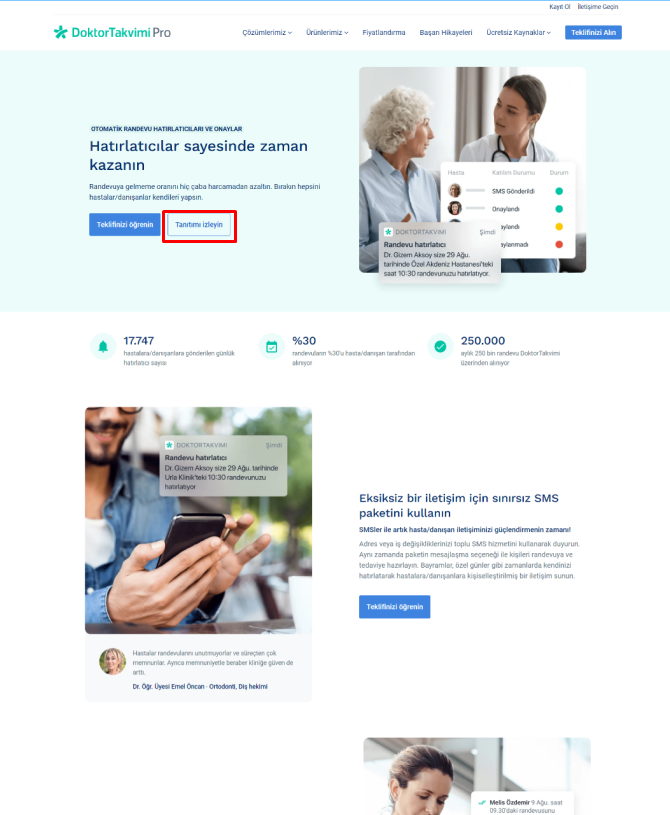 Kayıt Ol İletişime Geçin
DoktorTakvimi Pro
Çözümlerimiz Ürünlerimiz Fiyatlandırma Başarı Hikayeleri Ücretsiz Kaynaklar Teklifinizi Alın
OTOMATİK RANDEVU HATIRLATICILARI VE ONAYLAR
Hatırlatıcılar sayesinde zaman
kazanın
Randevuya gelmeme oranını hiç çaba harcamadan azaltın. Bırakın hepsini
hastalar/danışanlar kendileri yapsın.
Teklifinizi öğrenin Tanıtımı izleyin
Hasta Katılım Durumu Durum
SMS Gönderildi
Onaylandı
ylandı
ylanmadı
DOKTORTAKVIMI Şimdi
Randevu hatırlatıcı
Dr. Gizem Aksoy size 29 Ağu.
tarihinde Özel Akdeniz Hastanesi'teki
saat 10:30 randevunuzu hatırlatıyor.
17.747
hastalara/danışanlara gönderilen günlük
hatırlatıcı sayısı
%30
randevuların %30'u hasta/danışan tarafından
alınıyor
250.000
aylık 250 bin randevu DoktorTakvimi
üzerinden alınıyor
DOKTORTAKVIMI Şimdi
Randevu hatırlatıcı
Dr. Gizem Aksoy size 29 Ağu. tarihinde
Urla Klinik'teki 10:30 randevunuzu
hatırlatıyor
Eksiksiz bir iletişim için sınırsız SMS
paketini kullanın
SMSler ile artık hasta/danışan iletişiminizi güçlendirmenin zamanı!
Adres veya iş değişikliklerinizi toplu SMS hizmetini kullanarak duyurun.
Aynı zamanda paketin mesajlaşma seçeneği ile kişileri randevuya ve
tedaviye hazırlayın. Bayramlar, özel günler gibi zamanlarda kendinizi
hatırlatarak hastalara/danışanlara kişiselleştirilmiş bir iletişim sunun.
Teklifinizi öğrenin
Hastalar randevularını unutmuyorlar ve süreçten çok
memnunlar. Ayrıca memnuniyetle beraber kliniğe güven de
arttı.
Dr. Öğr. Üyesi Emel Öncan - Ortodonti, Diş hekimi
Melis Özdemir 9 Ağu. saat
09.30'daki randevusunu